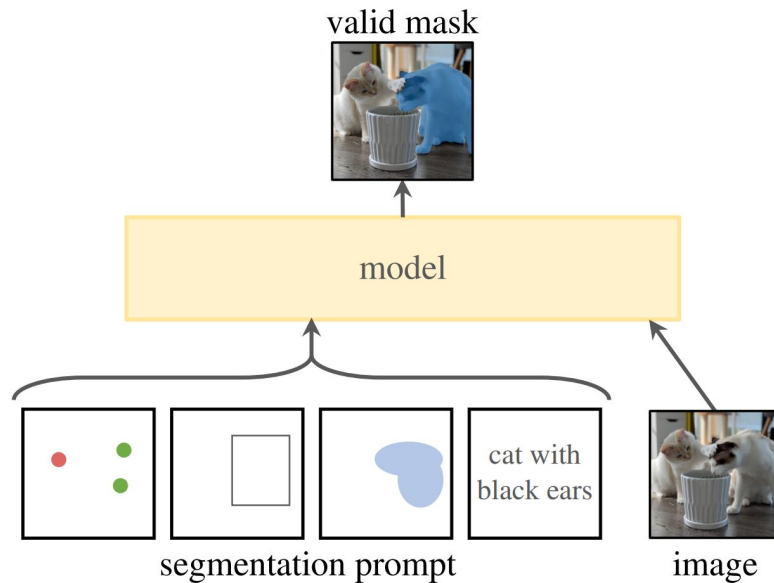 valid mask
model
cat with
black ears
segmentation prompt
image